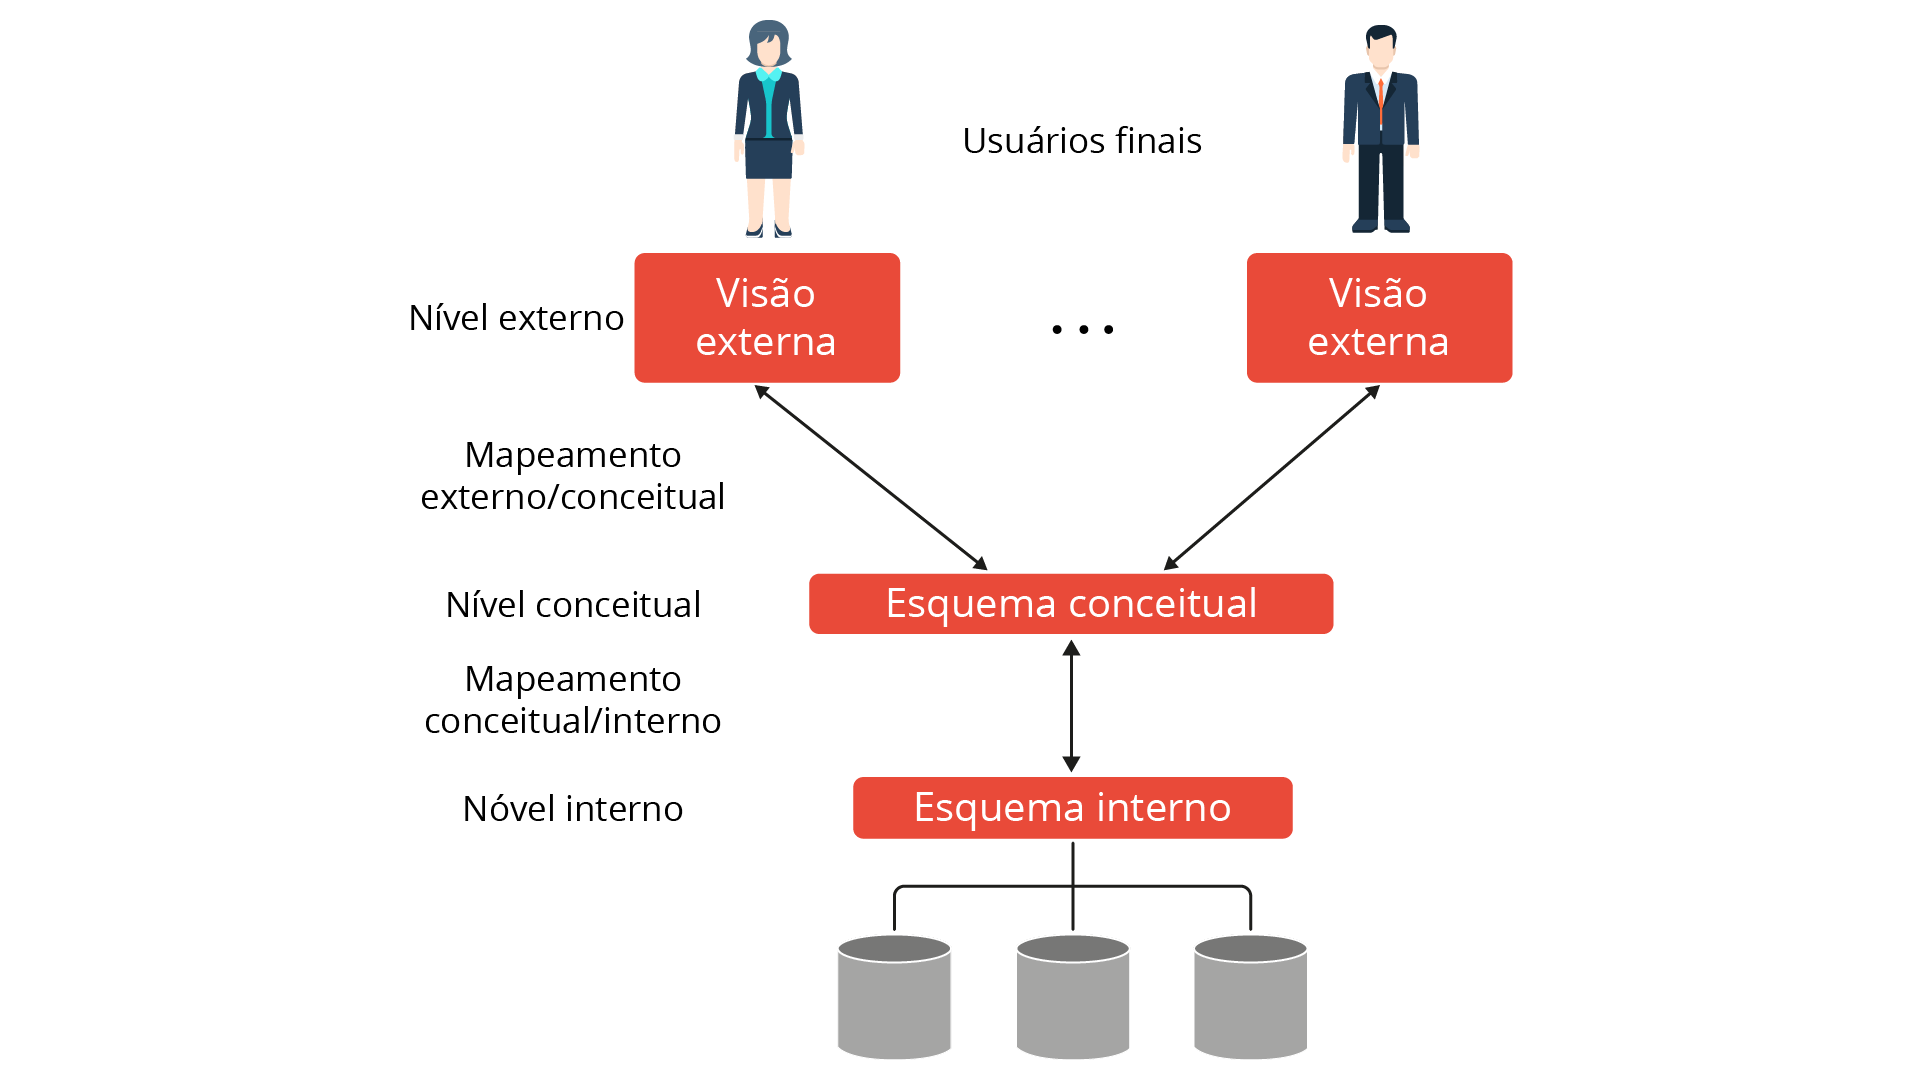 Usuários finais
Nível externo
Visão
externa
. . .
Visão
externa
Mapeamento
externo/conceitual
Nível conceitual
Esquema conceitual
Mapeamento
conceitual/interno
Nóvel interno
Esquema interno